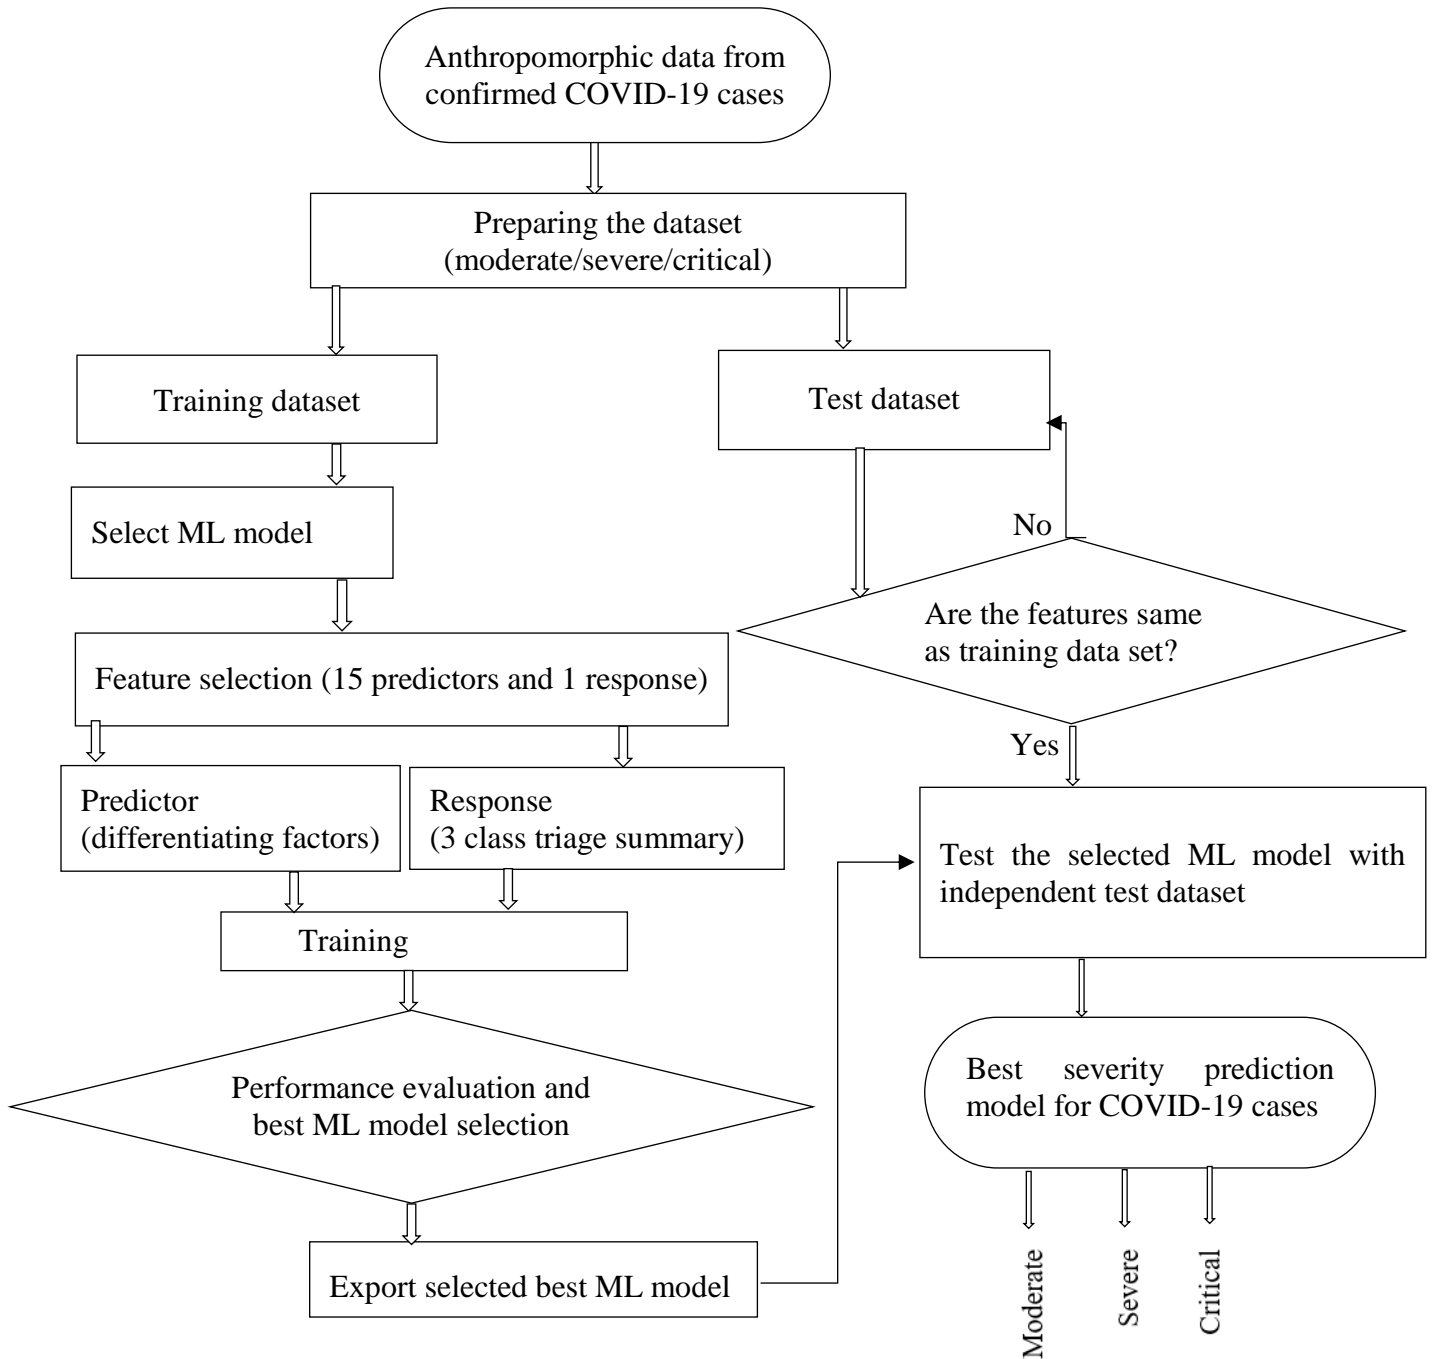 Anthropomorphic data from
confirmed COVID-19 cases
Preparing the dataset
(moderate/severe/critical)
Training dataset
Test dataset
Select ML model
No
Are the features same
as training data set?
Feature selection (15 predictors and 1 response)
Yes
Predictor
(differentiating factors)
Response
(3 class triage summary)
Test the selected ML model with
independent test dataset
Training
Performance evaluation and
best ML model selection
Best severity prediction
model for COVID-19 cases
Export selected best ML model
Moderate
Severe
Critical